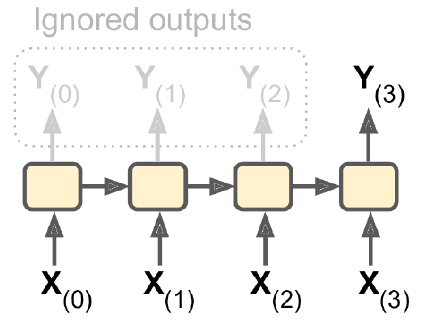 Ignored outputs
Y(0) Y(1) Y(2) Y(3)
X(0) X(1) X(2) X(3)